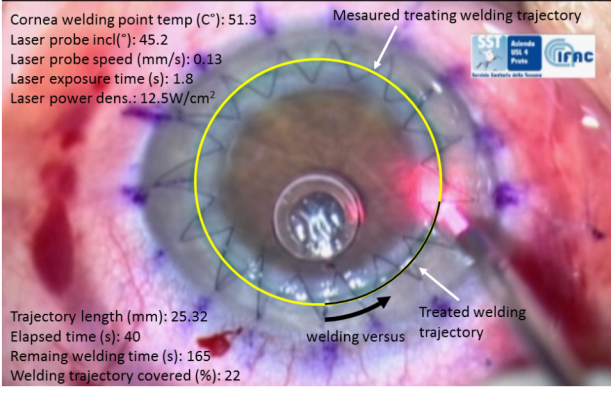 Cornea welding point temp (C°): 51.3
Laser probe incl(°): 45.2
Laser probe speed (mm/s): 0.13
Laser exposure time (s): 1.8
Laser power dens.: 12.5W/cm²
Mesaured treating welding trajectory
SST
Azienda
USL 4
Prato
Servizio Sanitario della Toscana
IFAC
Treated welding
trajectory
welding versus
Trajectory length (mm): 25.32
Elapsed time (s): 40
Remaing welding time (s): 165
Welding trajectory covered (%): 22